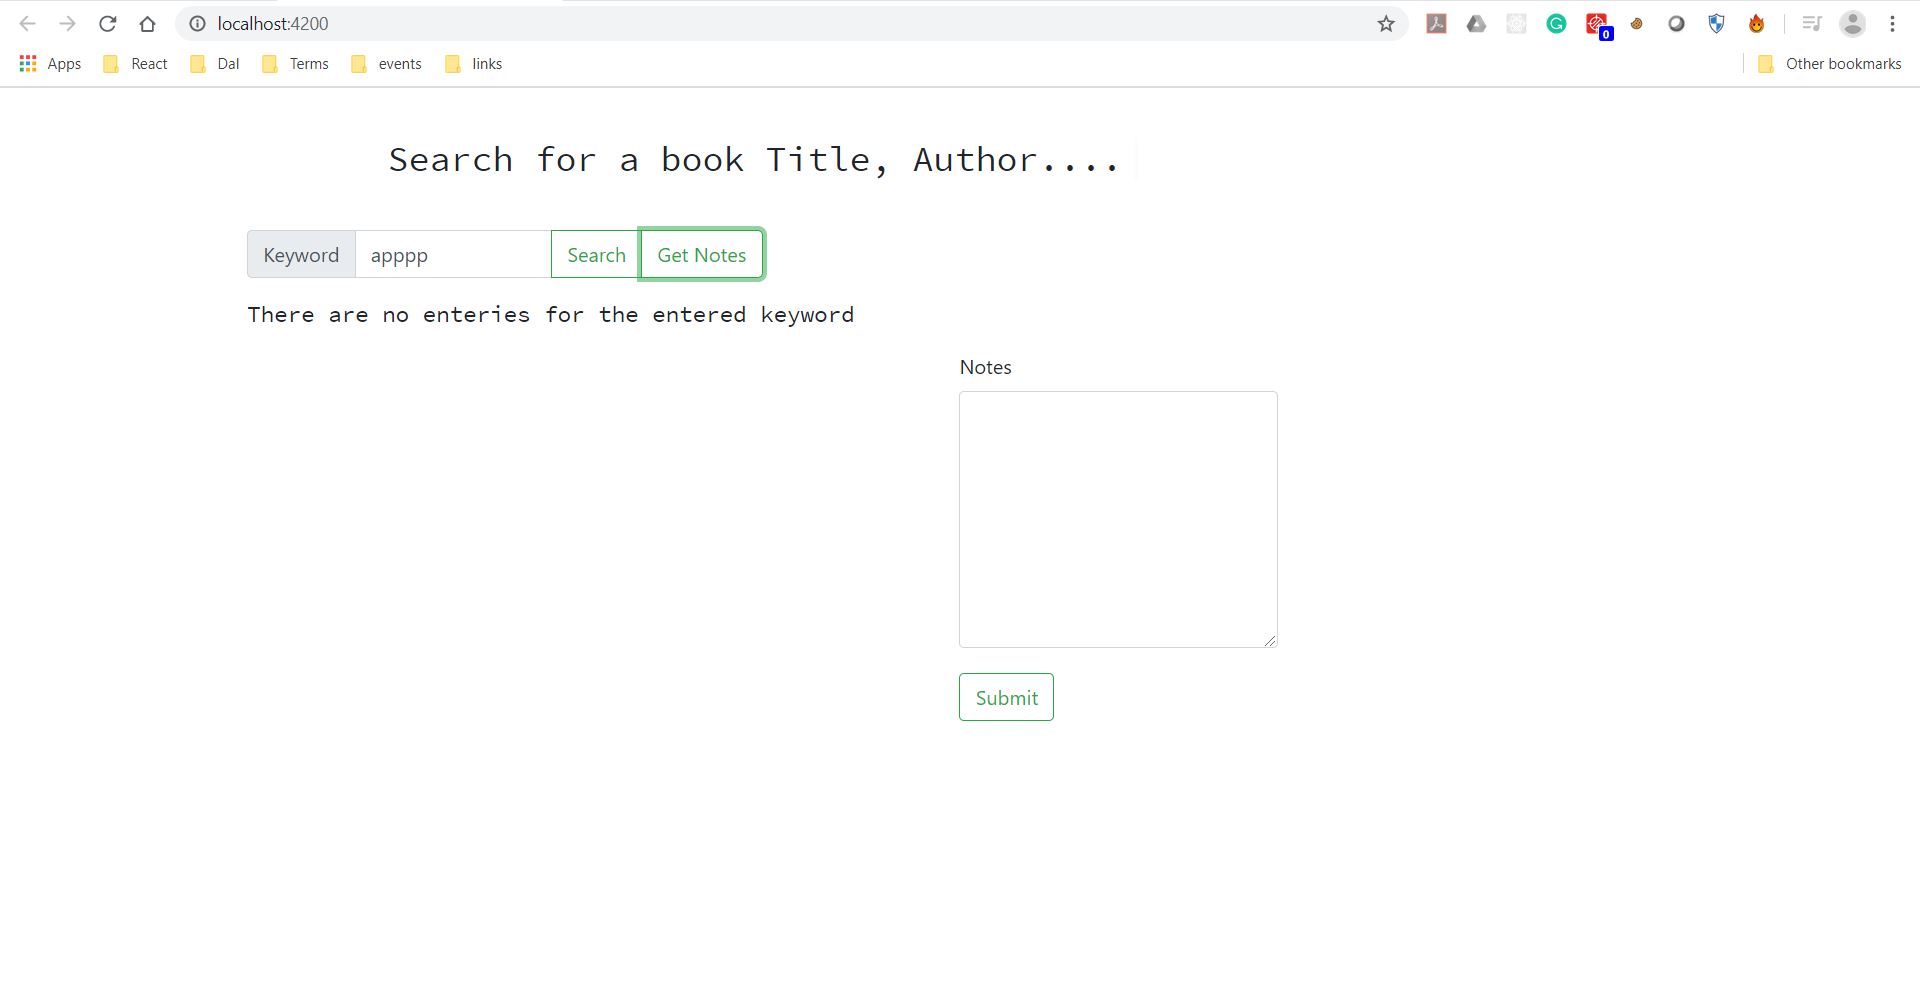 localhost:4200
0
Apps React Dal Terms events links Other bookmarks
Search for a book Title, Author....
Keyword apppp Search Get Notes
There are no enteries for the entered keyword
Notes
Submit